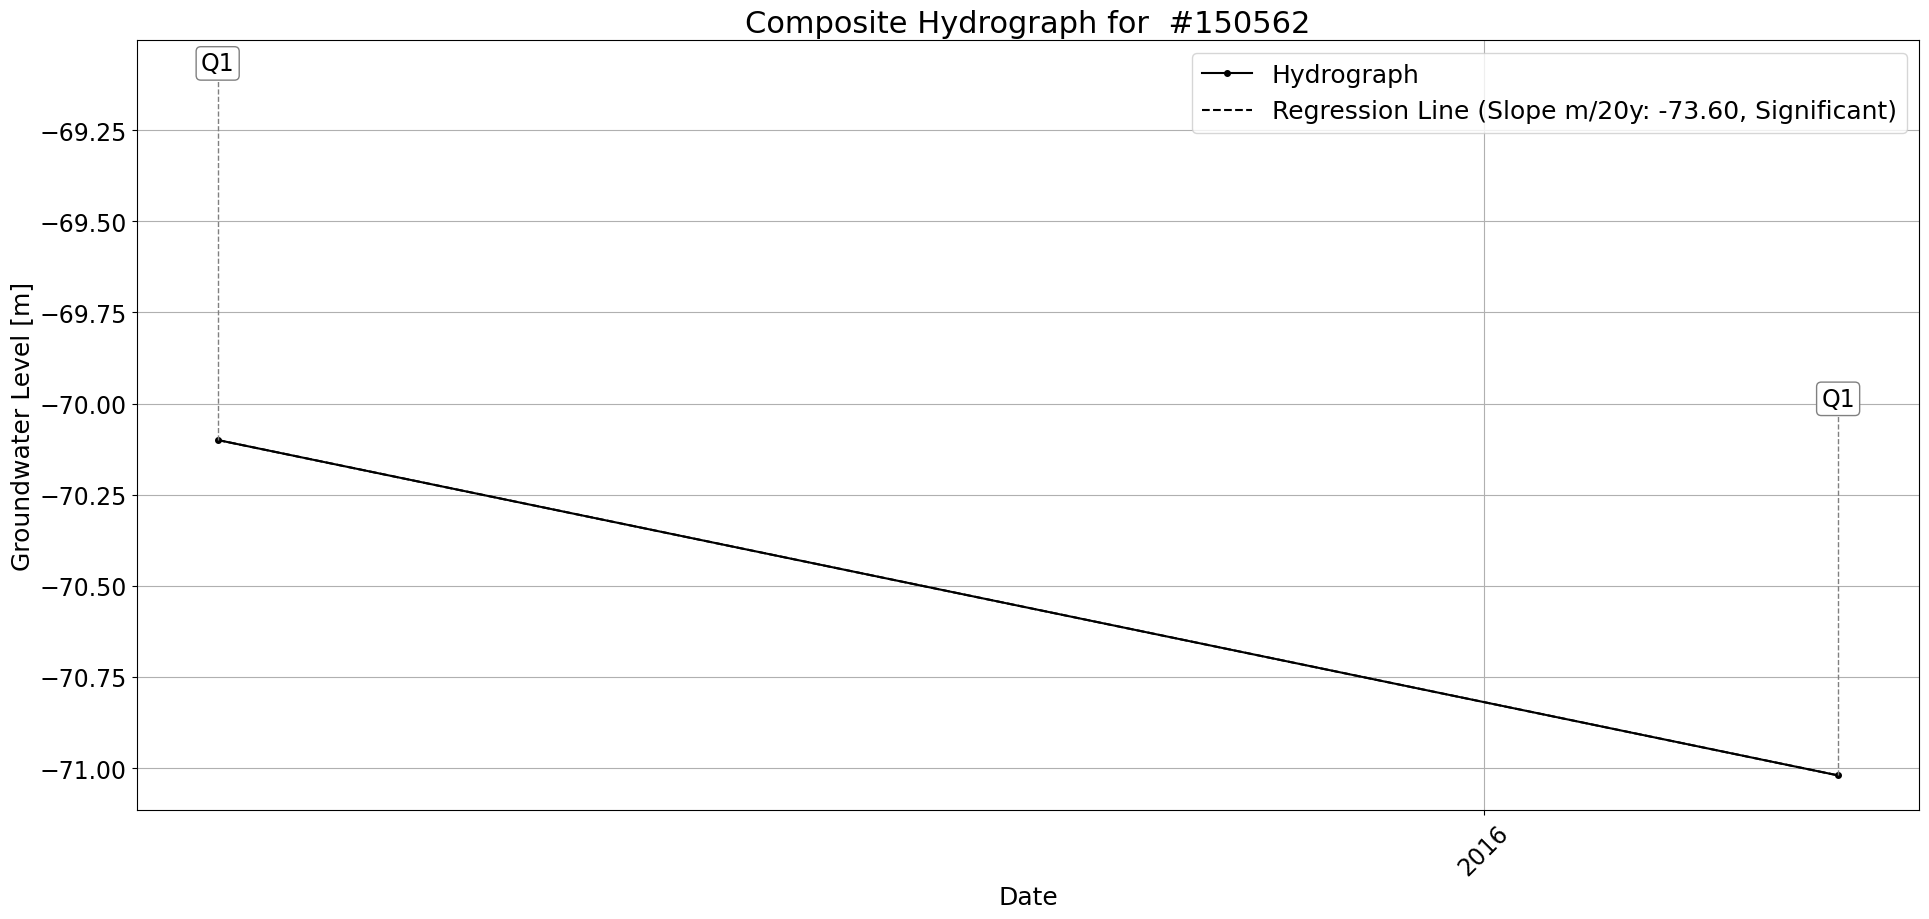 Composite Hydrograph for  #150562
Q1
Hydrograph
Regression Line (Slope m/20y: -73.60, Significant)
−69.25
−69.50
−69.75
−70.00
Q1
−70.25
−70.50
−70.75
−71.00
Groundwater Level [m]
2016
Date